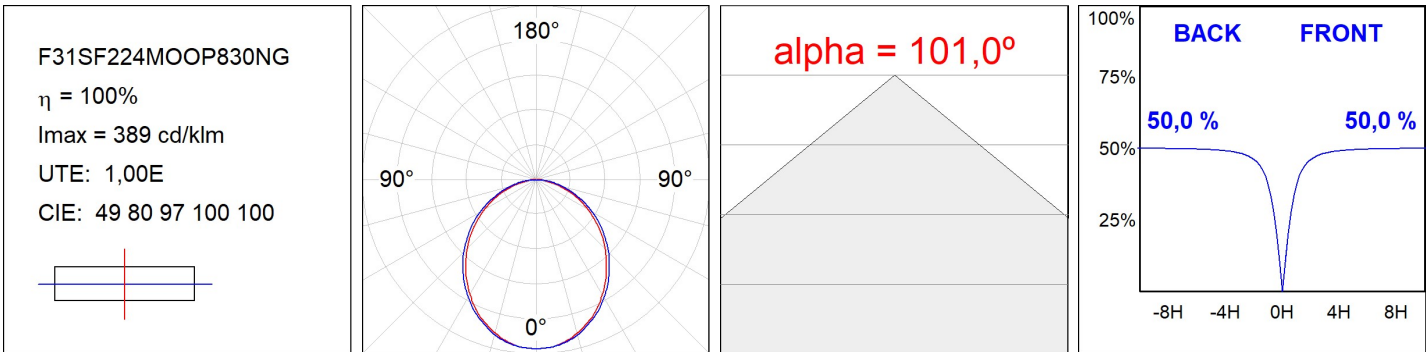 F31SF224MOOP830NG
η = 100%
Imax = 389 cd/klm
UTE: 1,00E
CIE: 49 80 97 100 100
180°
90° 90°
0°
alpha = 101,0º
100%
BACK FRONT
75%
50,0 % 50,0 %
50%
25%
-8H -4H 0H 4H 8H